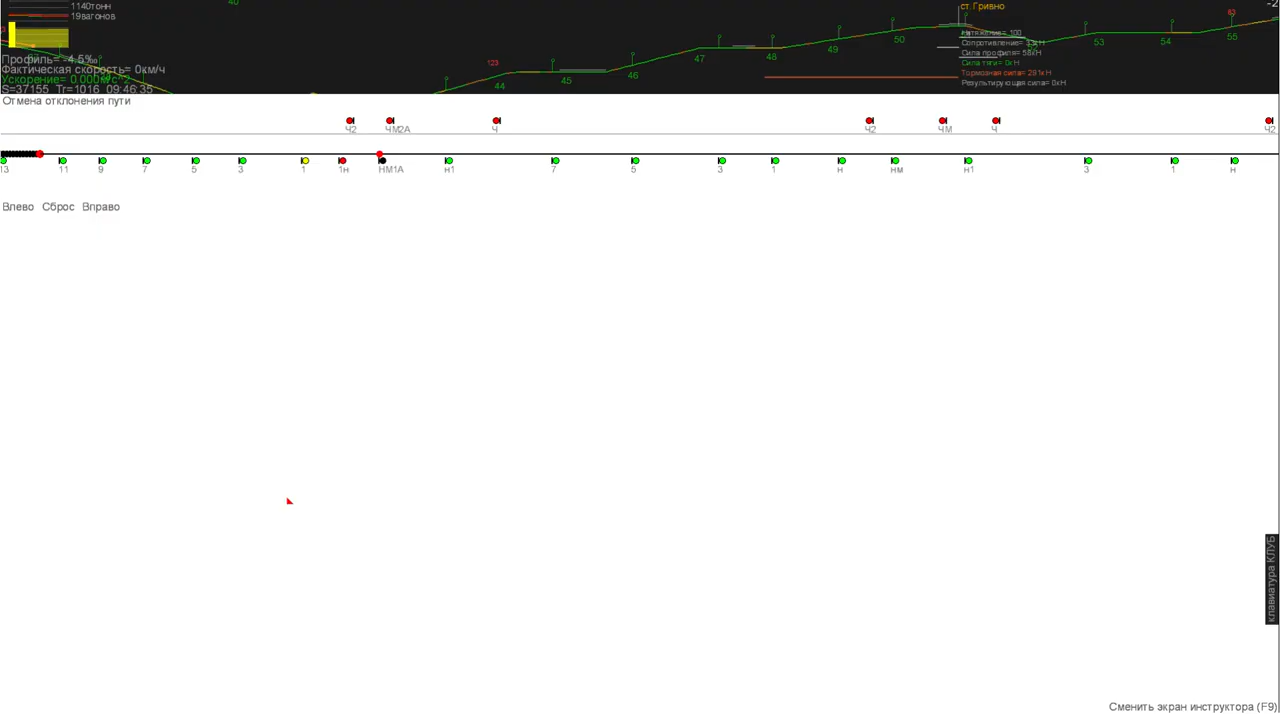 40
1140тонн
19вагонов
ст. Гривно
83
-2
Натяжение= 100
Сила профиля= 58кН
Сила тяги= 0кН
Тормозная сила= 291кН
Результирующая сила= 0кН
123
44 45 46 47 48 49 50 53 54 55
Профиль= -4.5‰
Фактическая скорость= 0км/ч
Ускорение= 0.000м/с^2
S=37155 Tr=1016 09:46:35
Отмена отклонения пути
Ч2 ЧМ2А Ч Ч2 ЧМ Ч Ч2
13 11 9 7 5 3 1 1н НМ1А н1 7 5 3 1 н нм н1 3 1 н
Влево Сброс Вправо
клавиатура КЛУБ
Сменить экран инструктора (F9)